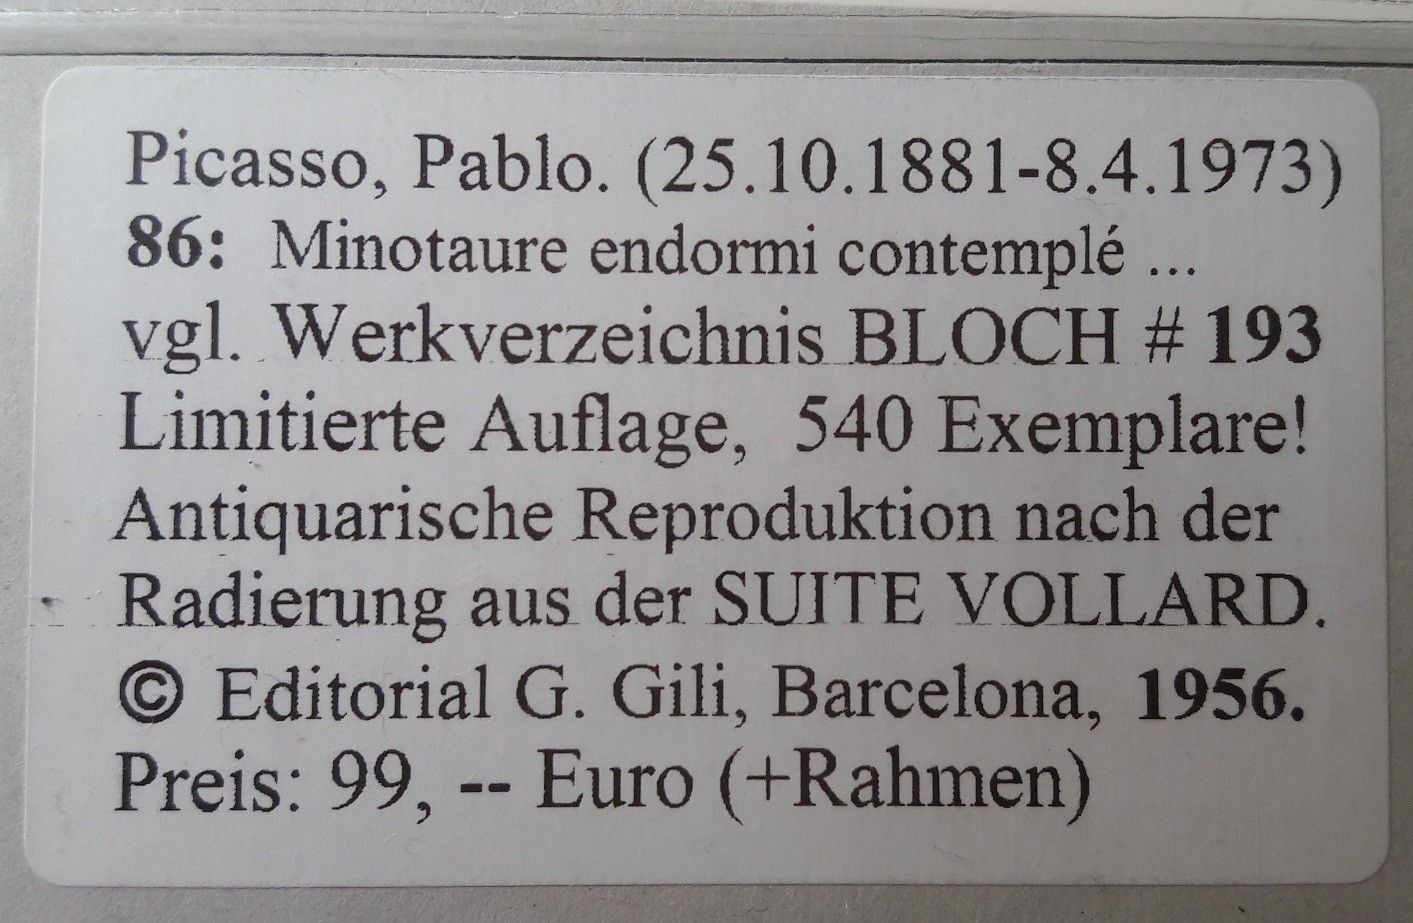 Picasso, Pablo. (25.10.1881-8.4.1973)
86: Minotaure endormi contemplé ...
vgl. Werkverzeichnis BLOCH # 193
Limitierte Auflage, 540 Exemplare!
Antiquarische Reproduktion nach der
Radierung aus der SUITE VOLLARD.
© Editorial G. Gili, Barcelona, 1956.
Preis: 99, -- Euro (+Rahmen)